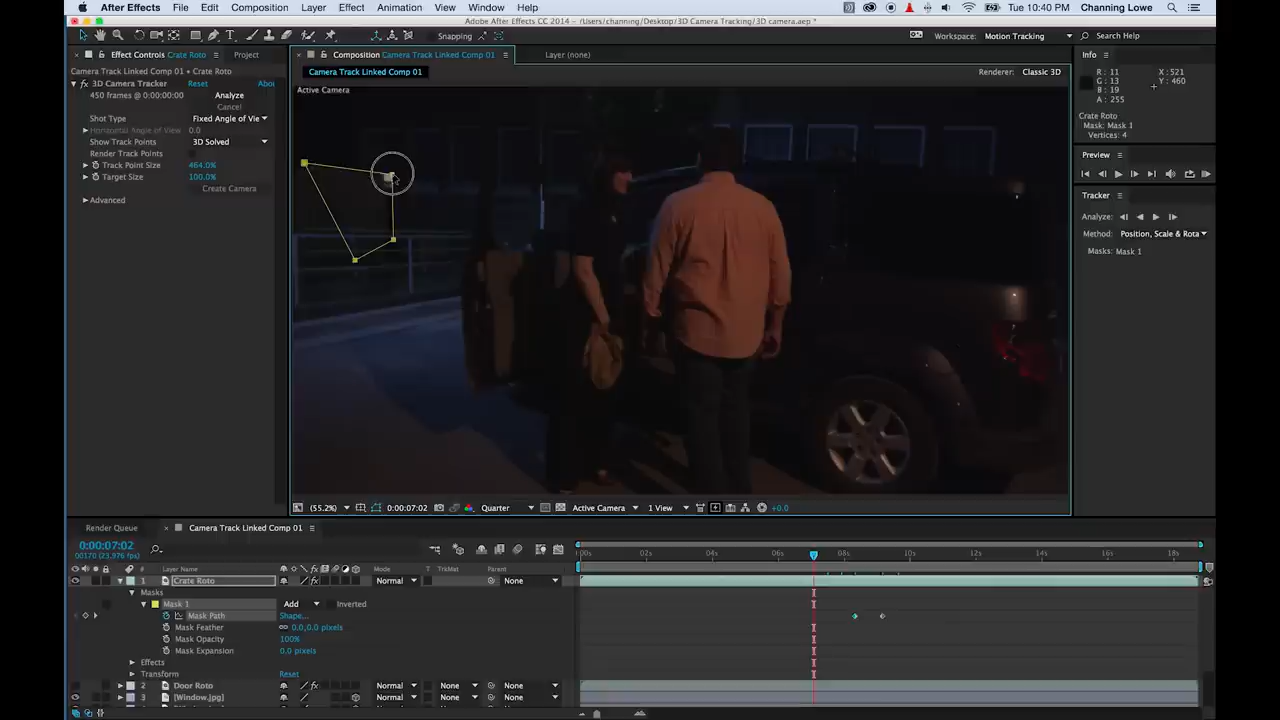 After Effects File Edit Composition Layer Effect Animation View Window Help Tue 10:40 PM Channing Lowe
Adobe After Effects CC 2014 - /Users/channing/Desktop/3D Camera Tracking/3D camera.aep *
Snapping Workspace: Motion Tracking Search Help
Effect Controls Crate Roto Project
Camera Track Linked Comp 01 • Crate Roto
3D Camera Tracker Reset Abou
450 frames @ 0:00:00:00 Analyze
Cancel
Shot Type Fixed Angle of Vie
Horizontal Angle of View 0.0
Show Track Points 3D Solved
Render Track Points
Track Point Size 464.0%
Target Size 100.0%
Create Camera
Advanced
Composition Camera Track Linked Comp 01 Layer (none)
Camera Track Linked Comp 01 Renderer: Classic 3D
Active Camera
(55.2%) 0:00:07:02 Quarter Active Camera 1 View +0.0
Info
R : 11 X : 521
G : 13 Y : 460
B : 19
A : 255
Crate Roto
Mask: Mask 1
Vertices: 4
Preview
Tracker
Analyze:
Method: Position, Scale & Rota
Masks: Mask 1
Render Queue Camera Track Linked Comp 01
0:00:07:02
00170 (23.976 fps)
:00s 02s 04s 06s 08s 10s 12s 14s 16s 18s
# Layer Name Mode T TrkMat Parent
1 Crate Roto Normal None
Masks
Mask 1 Add Inverted
Mask Path Shape...
Mask Feather 0.0,0.0 pixels
Mask Opacity 100%
Mask Expansion 0.0 pixels
Effects
Transform Reset
2 Door Roto Normal None None
3 [Window.jpg] Normal None None